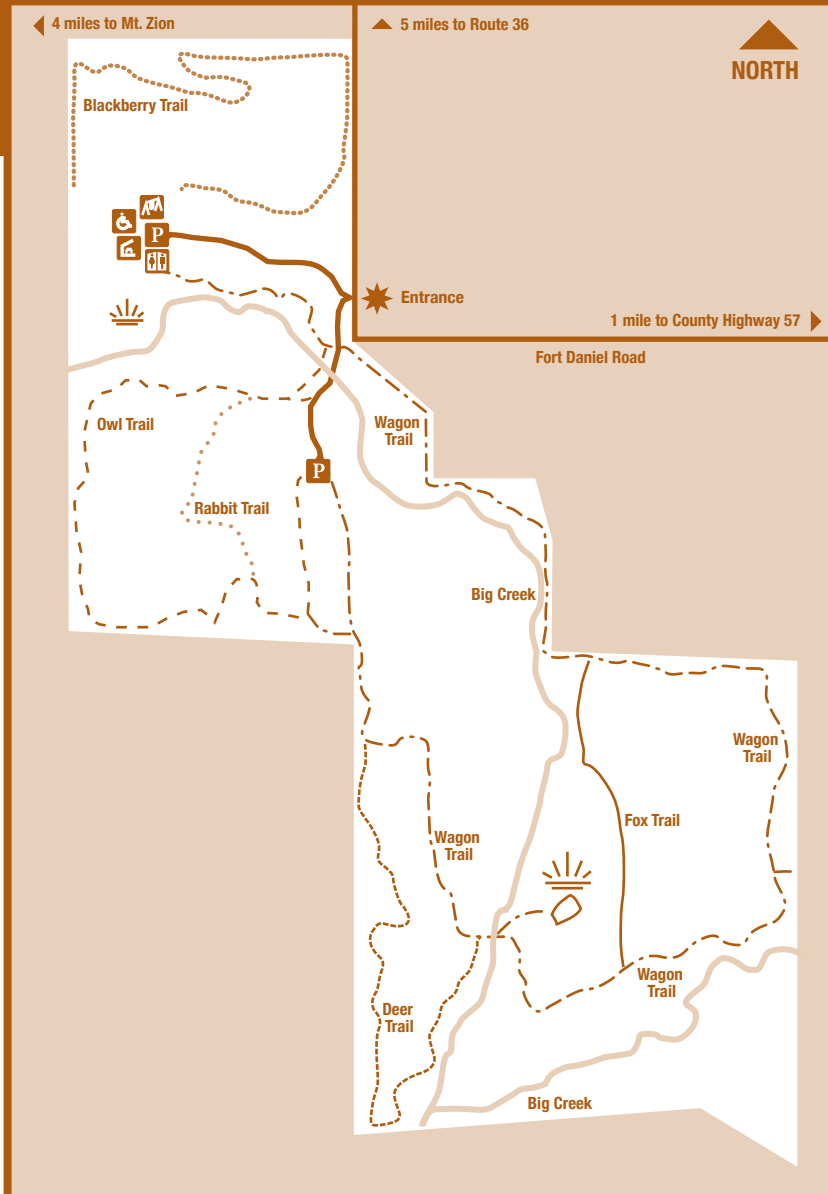 4 miles to Mt. Zion
5 miles to Route 36
NORTH
Blackberry Trail
P
Entrance
1 mile to County Highway 57
Fort Daniel Road
Owl Trail
Wagon
Trail
P
Rabbit Trail
Big Creek
Wagon
Trail
Fox Trail
Wagon
Trail
Wagon
Trail
Deer
Trail
Big Creek